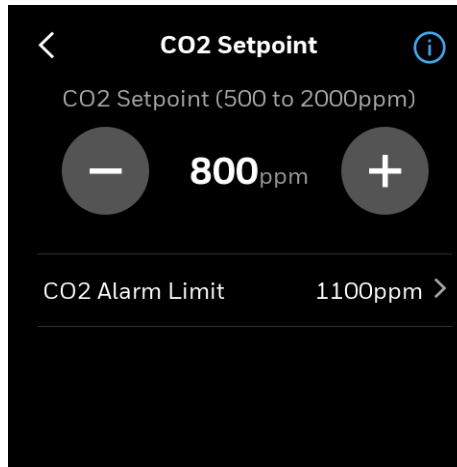 CO2 Setpoint
CO2 Setpoint (500 to 2000ppm)
800ppm
CO2 Alarm Limit 1100ppm